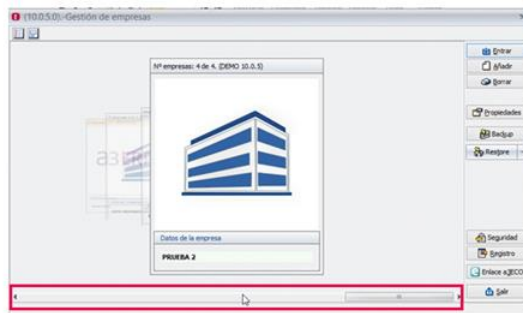 (10.0.5.0).-Gestión de empresas
Entrar
Nº empresas: 4 de 4. (DEMO 10.0.5)
Añadir
Borrar
Propiedades
Backup
Restore
Datos de la empresa
PRUEBA 2
Seguridad
Registro
Enlace a3ECO
Salir